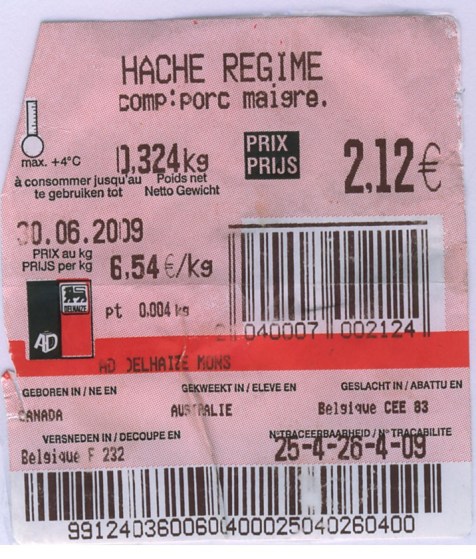 HACHE REGIME
comp:porc maigre.
max. +4°C
0,324kg
PRIX
PRIJS
2,12€
à consommer jusqu'au
te gebruiken tot
Poids net
Netto Gewicht
30.06.2009
PRIX au kg
PRIJS per kg
6,54€/kg
DELHAIZE
AD
pt 0.004 kg
2 040007 002124
AD DELHAIZE MONS
GEBOREN IN / NE EN
GEKWEEKT IN / ELEVE EN
GESLACHT IN / ABATTU EN
CANADA
AUSTRALIE
Belgique CEE 83
VERSNEDEN IN / DECOUPE EN
N°TRACEERBAARHEID / N° TRACABILITE
Belgique F 232
25-4-26-4-09